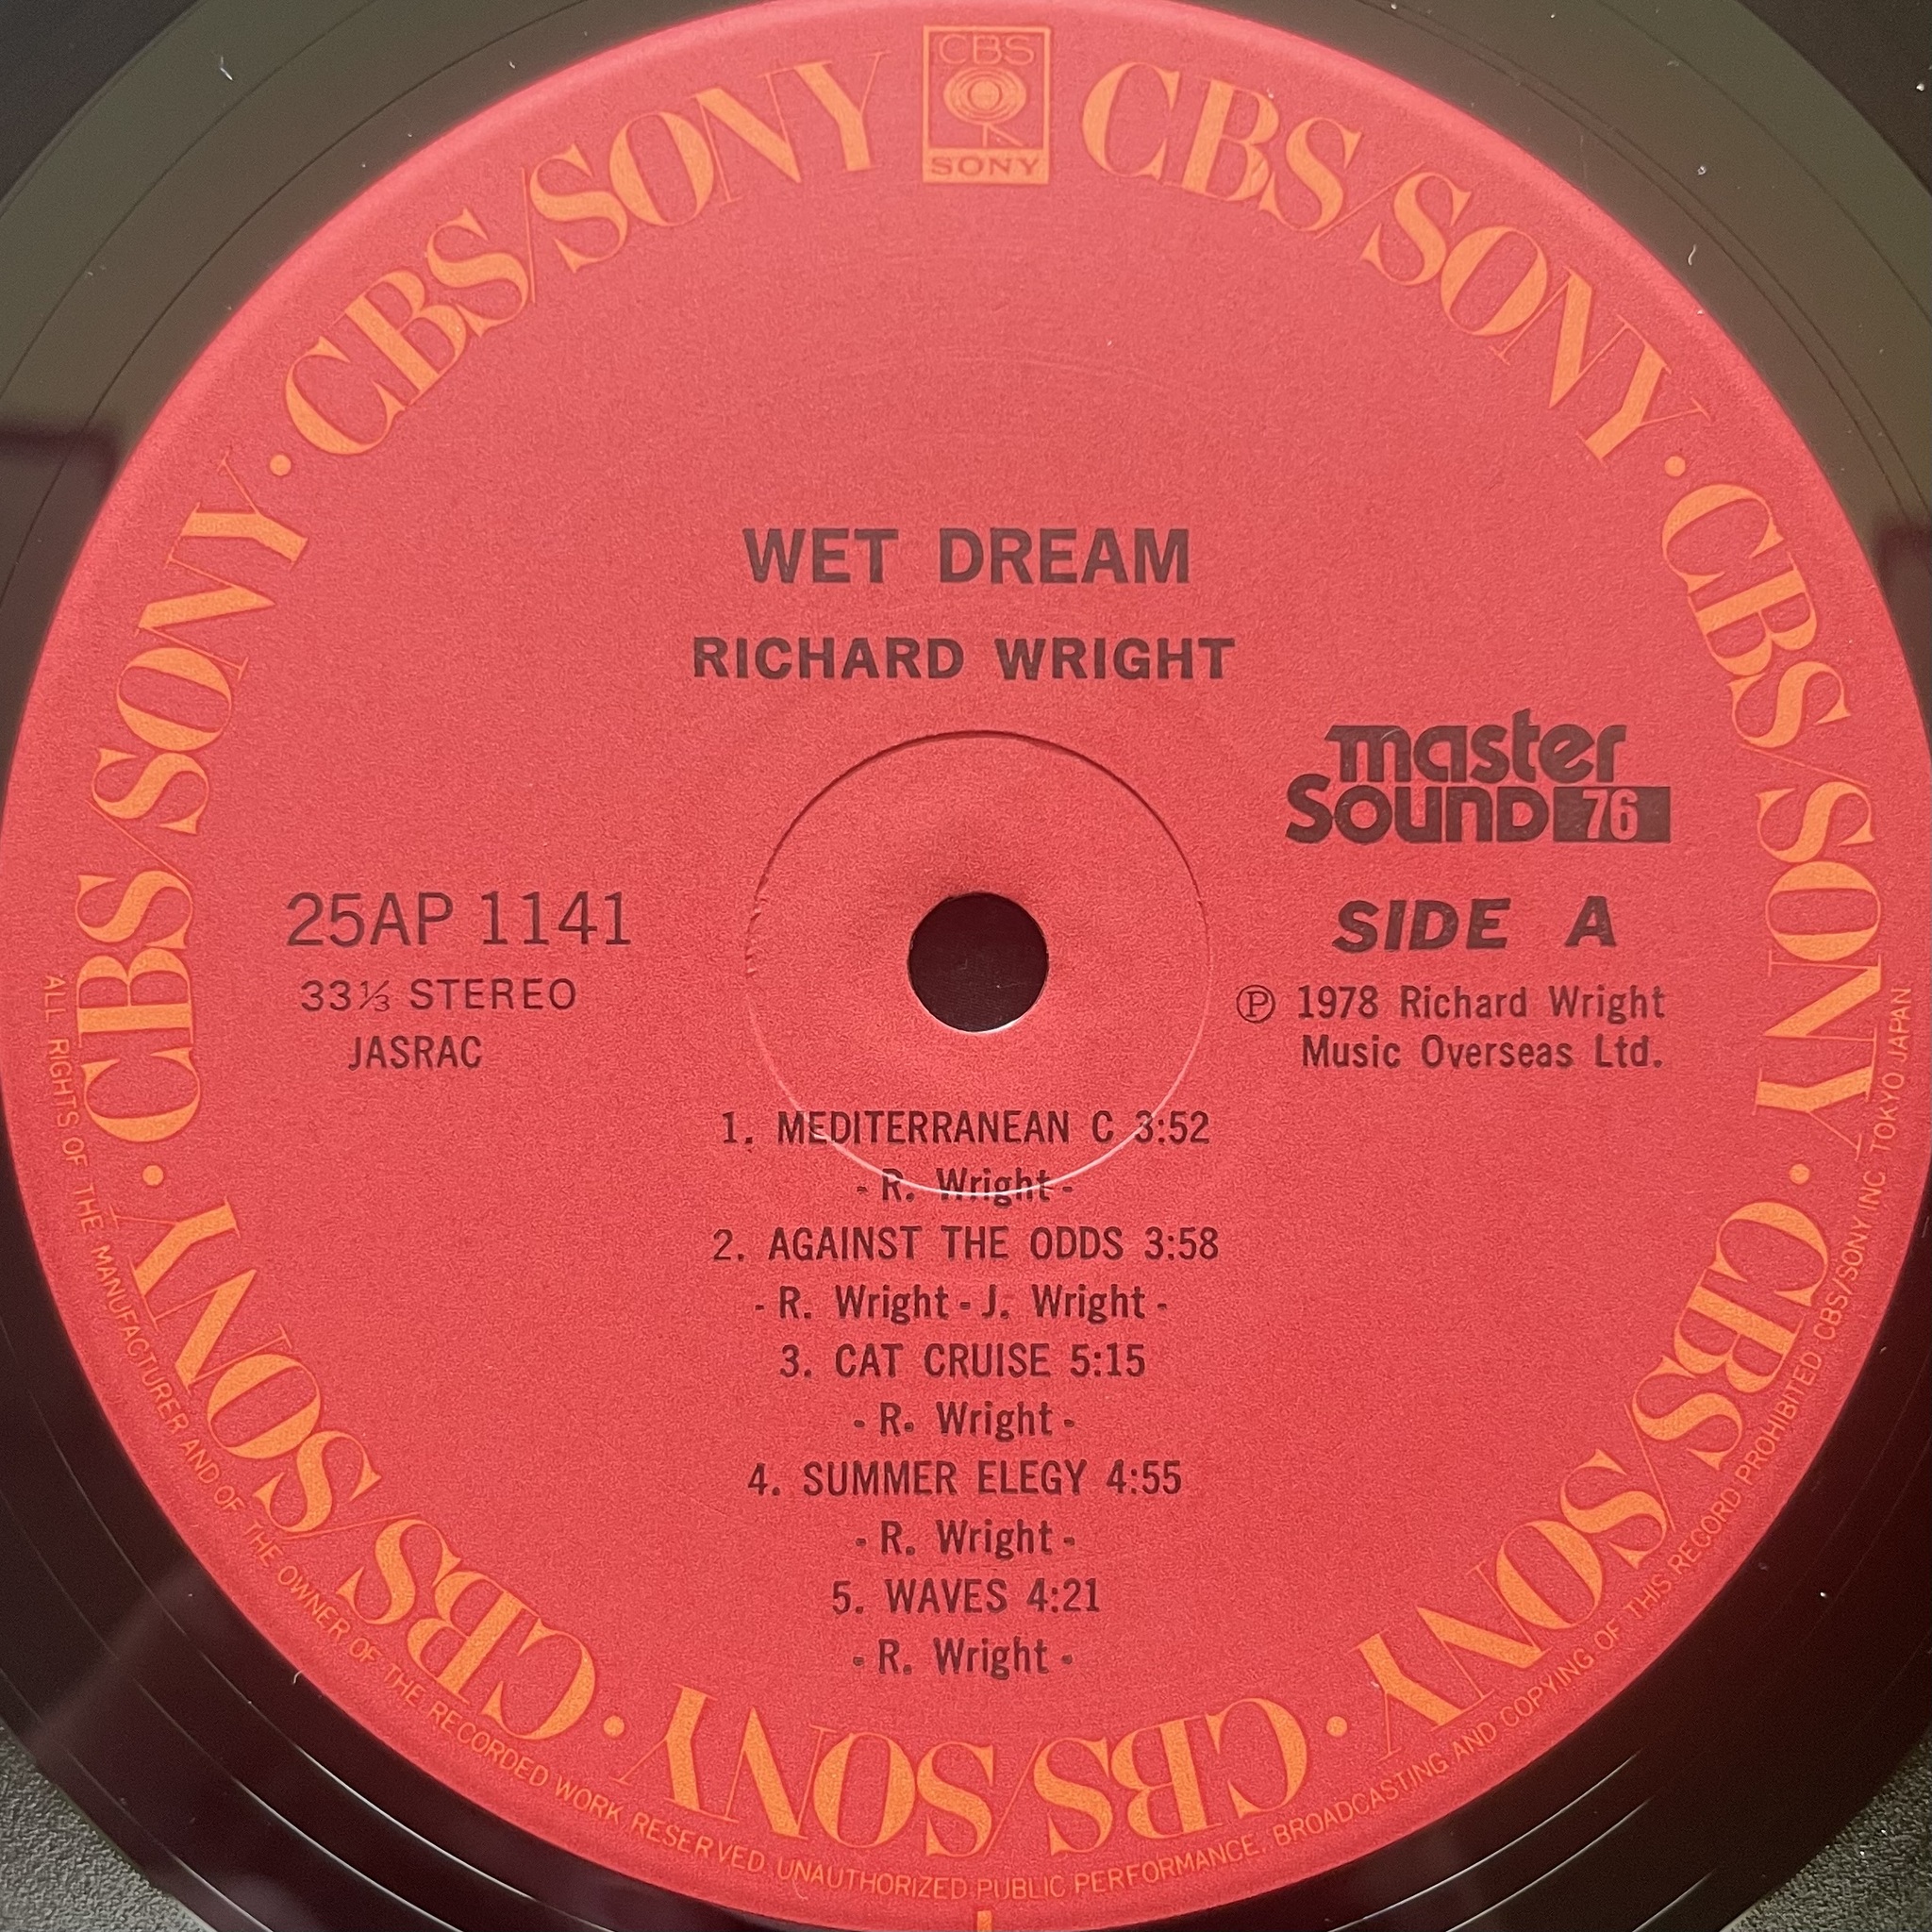 CBS
SONY
CBS/SONY · CBS/SONY · CBS/SONY · CBS/SONY · CBS/SONY · CBS/SONY · CBS/SONY
WET DREAM
RICHARD WRIGHT
master
Sound 76
25AP 1141
SIDE A
33⅓ STEREO
JASRAC
Ⓟ 1978 Richard Wright
Music Overseas Ltd.
1. MEDITERRANEAN C 3:52
- R. Wright -
2. AGAINST THE ODDS 3:58
- R. Wright - J. Wright -
3. CAT CRUISE 5:15
- R. Wright -
4. SUMMER ELEGY 4:55
- R. Wright -
5. WAVES 4:21
- R. Wright -
ALL RIGHTS OF THE MANUFACTURER AND OF THE OWNER OF THE RECORDED WORK RESERVED. UNAUTHORIZED PUBLIC PERFORMANCE, BROADCASTING AND COPYING OF THIS RECORD PROHIBITED CBS/SONY INC. TOKYO JAPAN